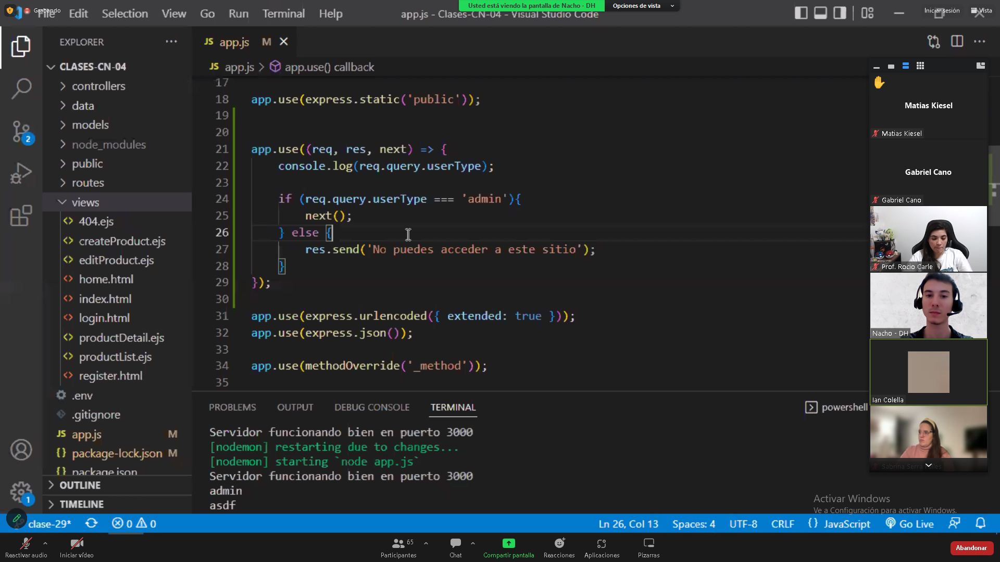 Grabando
File Edit Selection View Go Run Terminal Help
Usted está viendo la pantalla de Nacho - DH
Opciones de vista
app.js - Clases-CN-04 - Visual Studio Code
Iniciar sesión
Vista
EXPLORER
JS app.js M
CLASES-CN-04
JS app.js > app.use() callback
controllers
data
models
node_modules
public
routes
views
404.ejs
createProduct.ejs
editProduct.ejs
home.html
index.html
login.html
productDetail.ejs
productList.ejs
register.html
.env
.gitignore
JS app.js M
{} package-lock.json M
{} package.json
OUTLINE
TIMELINE
2
1
17
18 app.use(express.static('public'));
19
20
21 app.use((req, res, next) => {
22 console.log(req.query.userType);
23
24 if (req.query.userType === 'admin'){
25 next();
26 } else {
27 res.send('No puedes acceder a este sitio');
28 }
29 });
30
31 app.use(express.urlencoded({ extended: true }));
32 app.use(express.json());
33
34 app.use(methodOverride('_method'));
35
PROBLEMS OUTPUT DEBUG CONSOLE TERMINAL
powershell
Servidor funcionando bien en puerto 3000
[nodemon] restarting due to changes...
[nodemon] starting `node app.js`
Servidor funcionando bien en puerto 3000
admin
asdf
Matias Kiesel
Matias Kiesel
Gabriel Cano
Gabriel Cano
Prof. Rocio Carle
Nacho - DH
Ian Colella
Activar Windows
Ve a Configuración para activar Windows.
clase-29* 0 0
Ln 26, Col 13 Spaces: 4 UTF-8 CRLF {} JavaScript Go Live
Reactivar audio
Iniciar vídeo
65
Participantes
Chat
Compartir pantalla
Reacciones
Aplicaciones
Pizarras
Abandonar